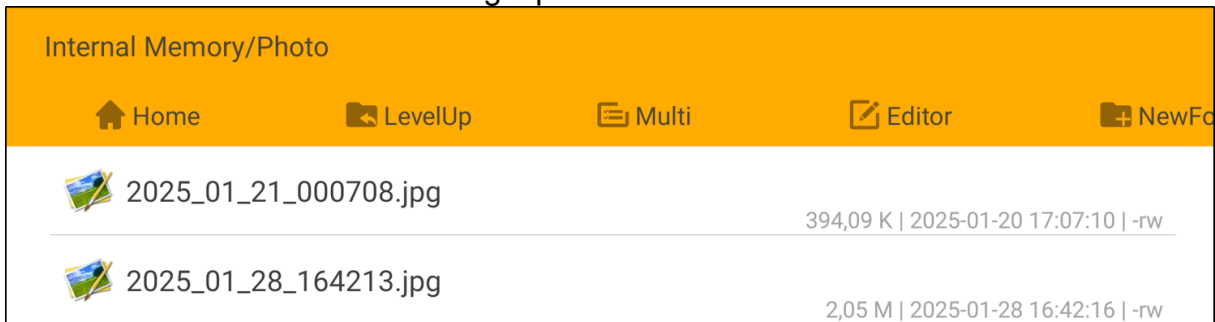 Internal Memory/Photo
Home LevelUp Multi Editor NewFo
2025_01_21_000708.jpg
394,09 K | 2025-01-20 17:07:10 | -rw
2025_01_28_164213.jpg
2,05 M | 2025-01-28 16:42:16 | -rw